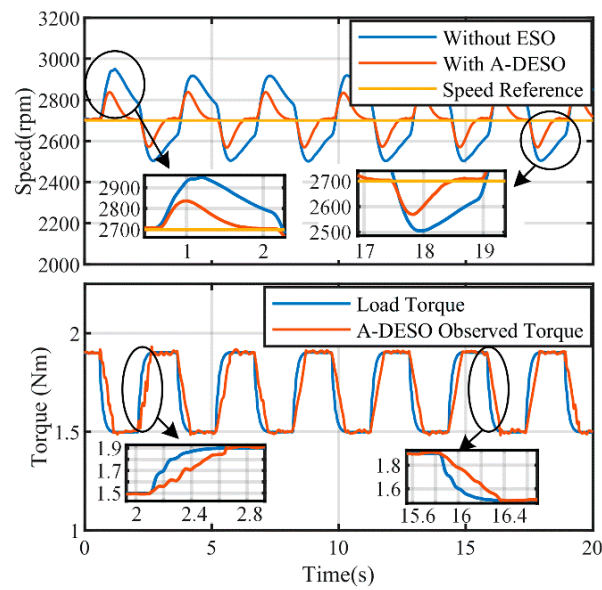 3200
3000
2800
2600
2400
2200
2000
Speed(rpm)
Without ESO
With A-DESO
Speed Reference
2900
2800
2700
1 2
2700
2600
2500
17 18 19
2
1.5
1
Torque (Nm)
Load Torque
A-DESO Observed Torque
1.9
1.7
1.5
2 2.4 2.8
1.8
1.6
15.6 16 16.4
0 5 10 15 20
Time(s)